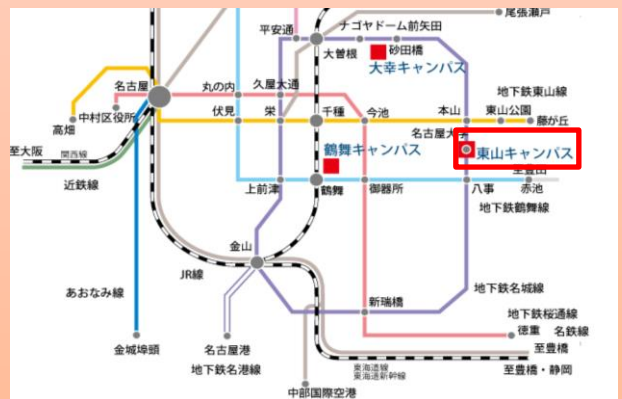 尾張瀬戸
平安通
ナゴヤドーム前矢田
大曽根
砂田橋
大幸キャンパス
名古屋
丸の内
久屋大通
地下鉄東山線
中村区役所
伏見
栄
千種
今池
本山
東山公園
藤が丘
高畑
名古屋大学
至大阪
関西線
鶴舞キャンパス
東山キャンパス
近鉄線
至豊田
上前津
鶴舞
御器所
八事
赤池
地下鉄鶴舞線
金山
JR線
あおなみ線
地下鉄名城線
新瑞橋
地下鉄桜通線
徳重
名鉄線
金城埠頭
名古屋港
至豊橋
地下鉄名港線
東海道線
東海道新幹線
至豊橋・静岡
中部国際空港